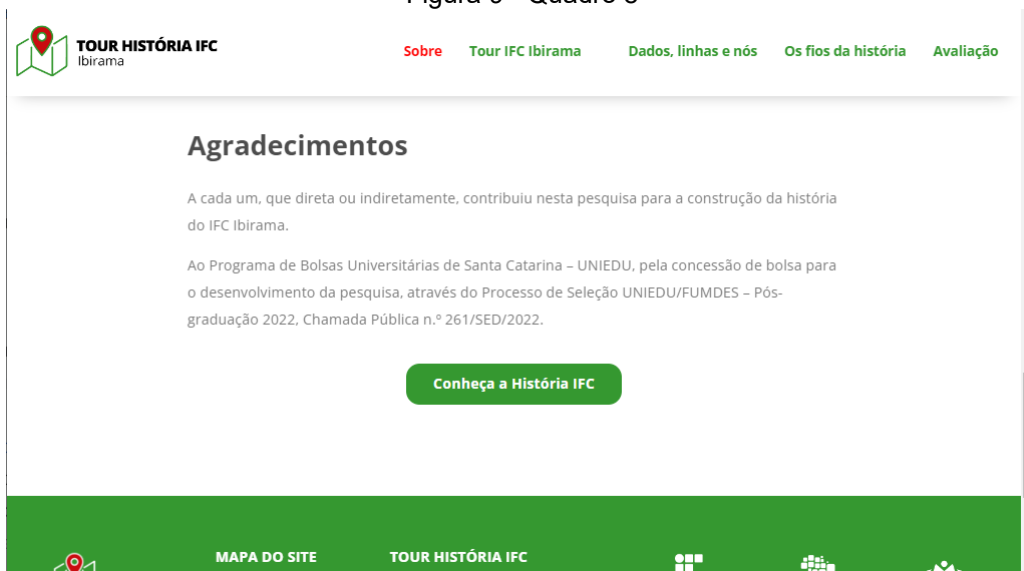 TOUR HISTÓRIA IFC
Ibirama
Sobre Tour IFC Ibirama Dados, linhas e nós Os fios da história Avaliação
Agradecimentos
A cada um, que direta ou indiretamente, contribuiu nesta pesquisa para a construção da história
do IFC Ibirama.
Ao Programa de Bolsas Universitárias de Santa Catarina – UNIEDU, pela concessão de bolsa para
o desenvolvimento da pesquisa, através do Processo de Seleção UNIEDU/FUMDES – Pós-
graduação 2022, Chamada Pública n.º 261/SED/2022.
Conheça a História IFC
MAPA DO SITE TOUR HISTÓRIA IFC